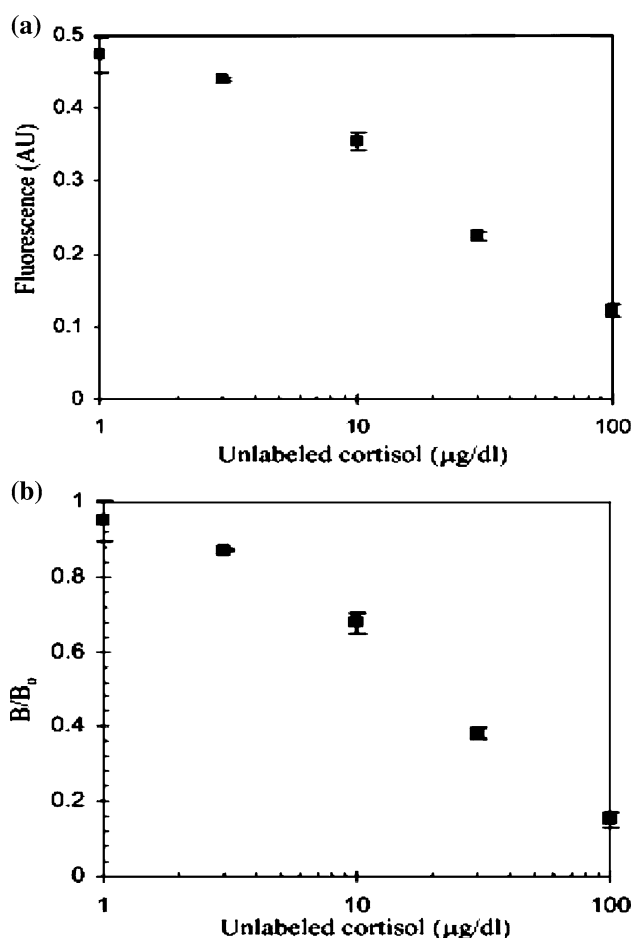 (a)
0.5
0.4
0.3
0.2
0.1
0
Fluorescence (AU)
1 10 100
Unlabeled cortisol (µg/dl)
(b)
1
0.8
0.6
0.4
0.2
0
B/B₀
1 10 100
Unlabeled cortisol (µg/dl)